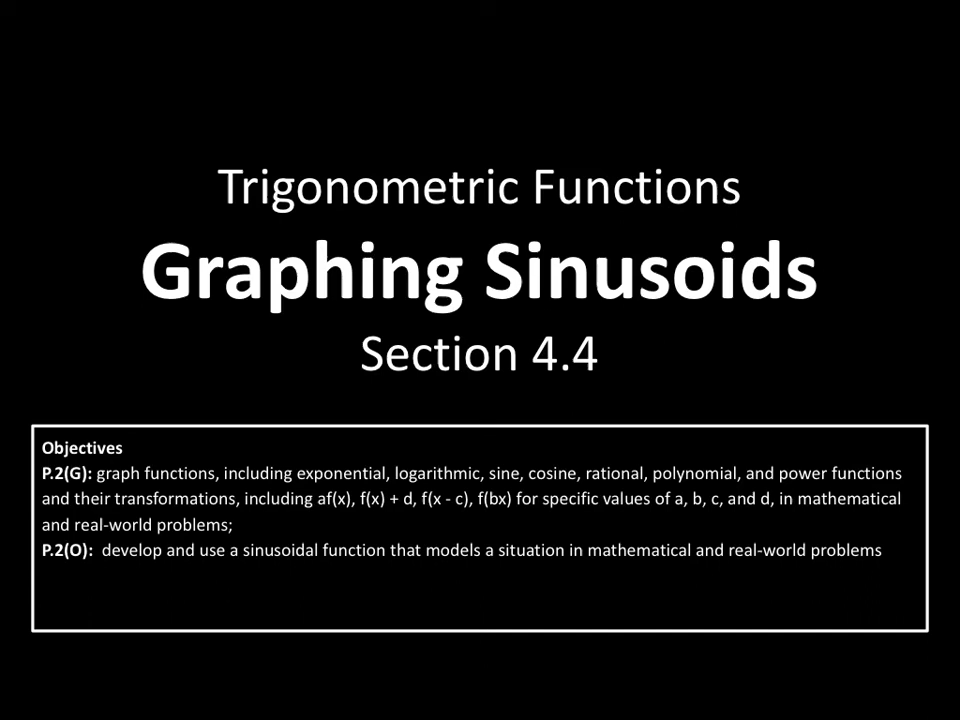 Trigonometric Functions
Graphing Sinusoids
Section 4.4
Objectives
P.2(G): graph functions, including exponential, logarithmic, sine, cosine, rational, polynomial, and power functions
and their transformations, including af(x), f(x) + d, f(x - c), f(bx) for specific values of a, b, c, and d, in mathematical
and real-world problems;
P.2(O): develop and use a sinusoidal function that models a situation in mathematical and real-world problems